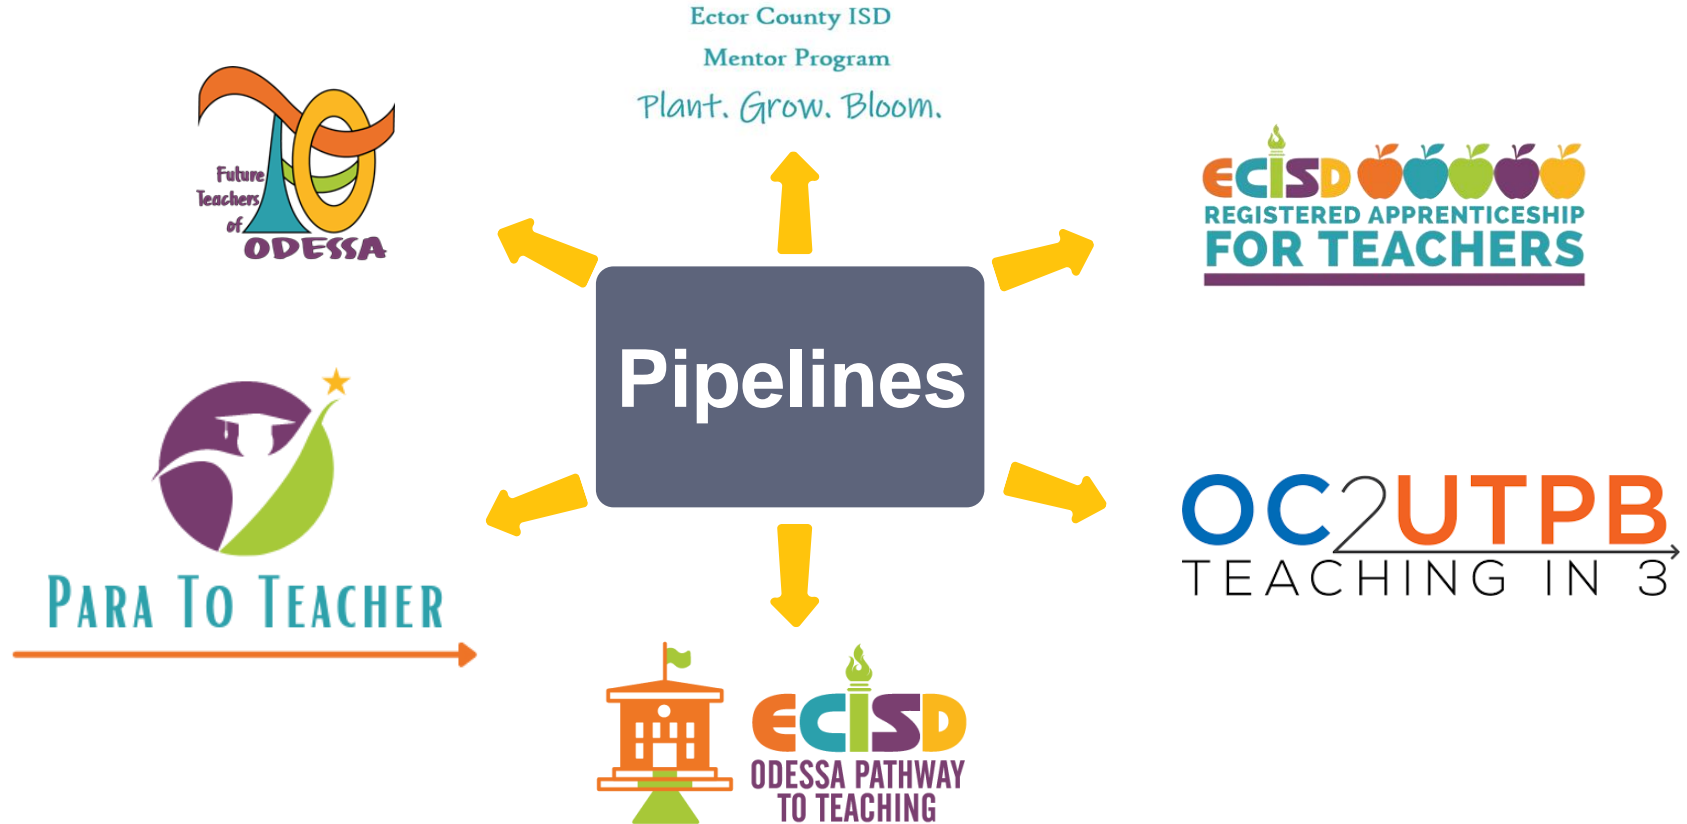 Ector County ISD
Mentor Program
Plant. Grow. Bloom.
Future
Teachers
of
ODESSA
ECISD
REGISTERED APPRENTICESHIP
FOR TEACHERS
Pipelines
PARA TO TEACHER
OC2UTPB
TEACHING IN 3
ECISD
ODESSA PATHWAY
TO TEACHING